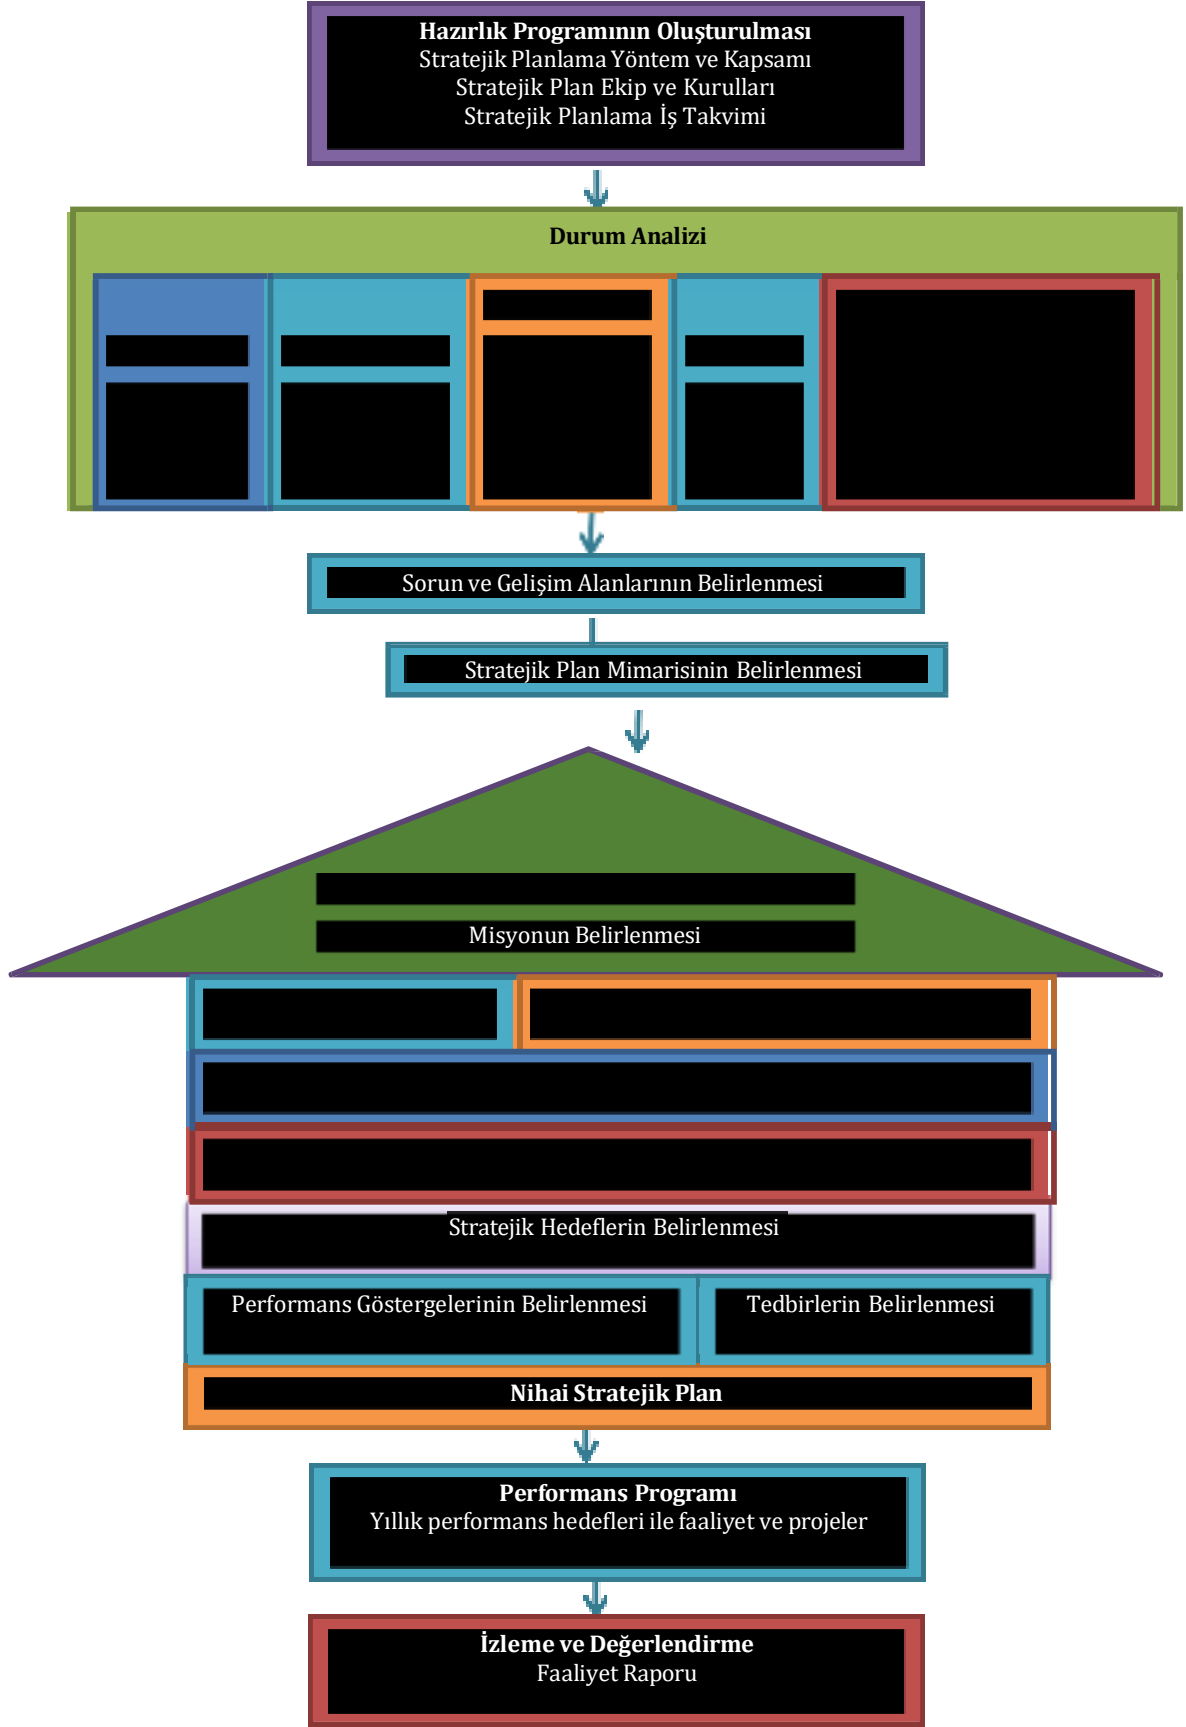 Hazırlık Programının Oluşturulması
Stratejik Planlama Yöntem ve Kapsamı
Stratejik Plan Ekip ve Kurulları
Stratejik Planlama İş Takvimi
Durum Analizi
Sorun ve Gelişim Alanlarının Belirlenmesi
Stratejik Plan Mimarisinin Belirlenmesi
Misyonun Belirlenmesi
Stratejik Hedeflerin Belirlenmesi
Performans Göstergelerinin Belirlenmesi
Tedbirlerin Belirlenmesi
Nihai Stratejik Plan
Performans Programı
Yıllık performans hedefleri ile faaliyet ve projeler
İzleme ve Değerlendirme
Faaliyet Raporu